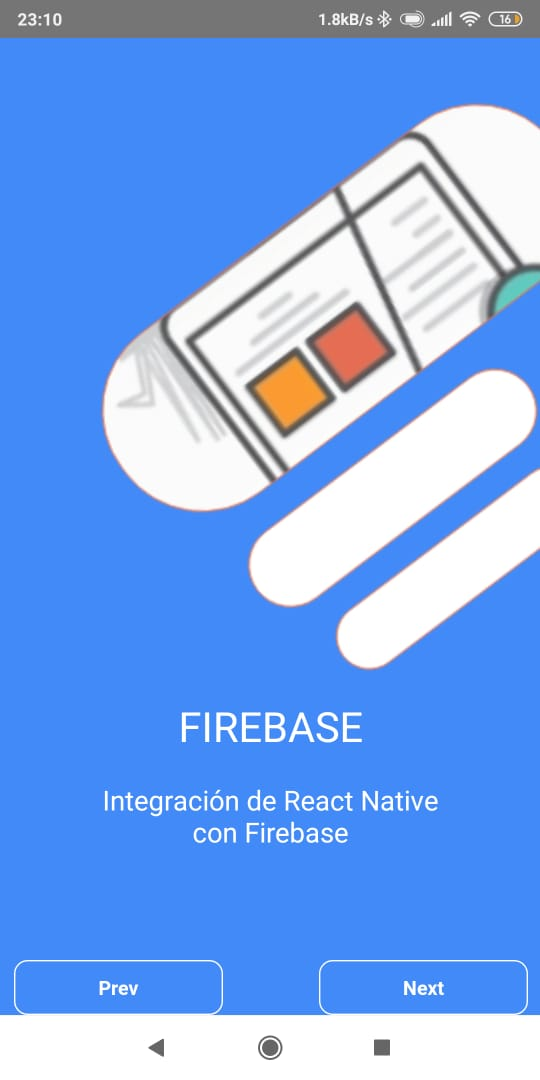 23:10
1.8kB/s
16
FIREBASE
Integración de React Native
con Firebase
Prev
Next